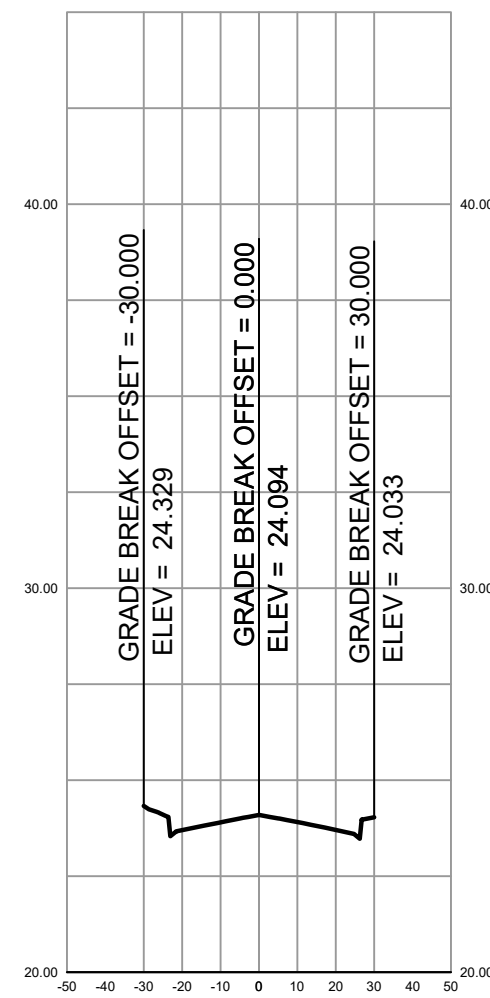 40.00
40.00
GRADE BREAK OFFSET = -30.000
ELEV = 24.329
GRADE BREAK OFFSET = 0.000
ELEV = 24.094
GRADE BREAK OFFSET = 30.000
ELEV = 24.033
30.00
30.00
20.00
20.00
-50 -40 -30 -20 -10 0 10 20 30 40 50